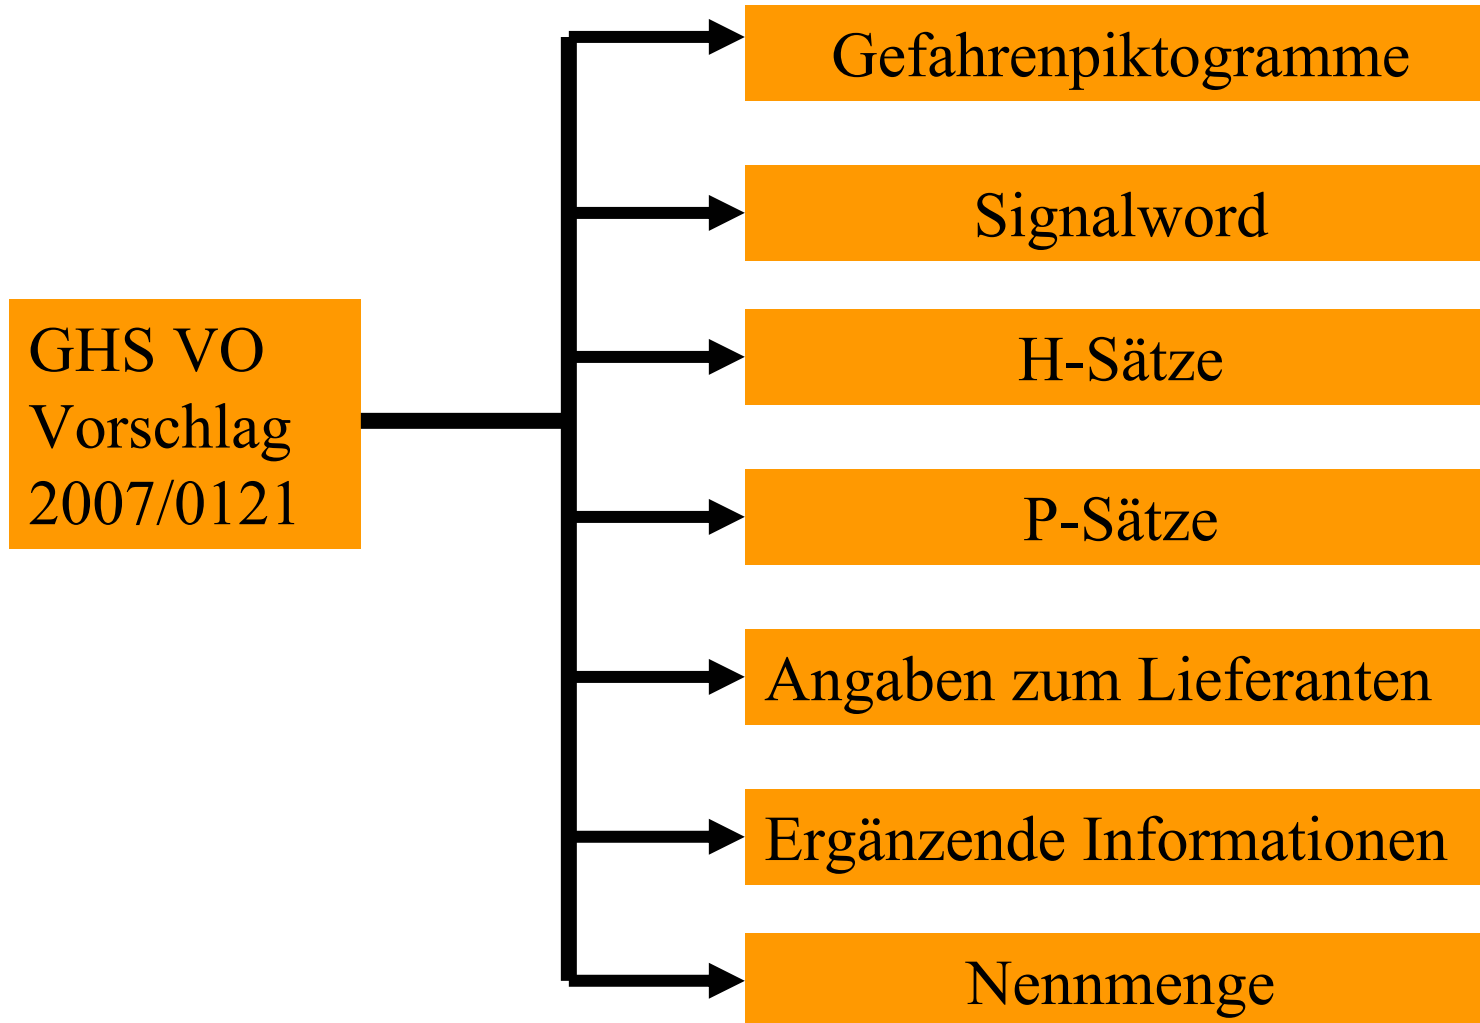 GHS VO
Vorschlag
2007/0121
Gefahrenpiktogramme
Signalword
H-Sätze
P-Sätze
Angaben zum Lieferanten
Ergänzende Informationen
Nennmenge